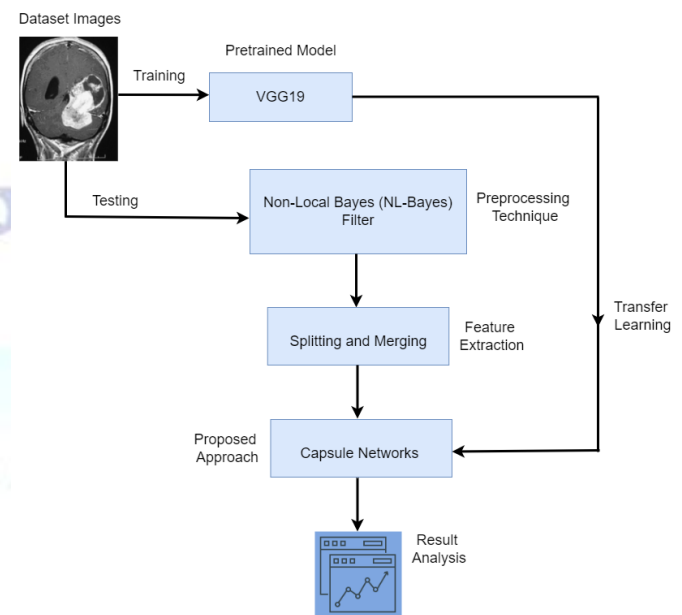 Dataset Images
Pretrained Model
Training
VGG19
Testing
Non-Local Bayes (NL-Bayes)
Filter
Preprocessing
Technique
Transfer
Learning
Splitting and Merging
Feature
Extraction
Proposed
Approach
Capsule Networks
Result
Analysis